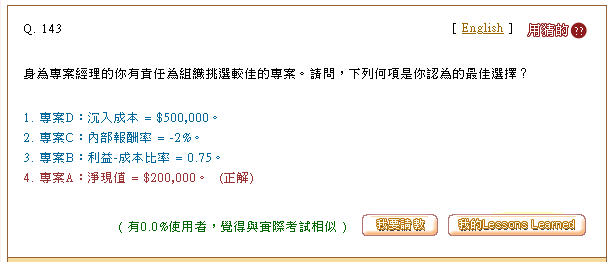 Q. 143
[ English ] 用猜的 ??
身為專案經理的你有責任為組織挑選較佳的專案。請問，下列何項是你認為的最佳選擇？
1. 專案D：沉入成本 = $500,000。
2. 專案C：內部報酬率 = -2%。
3. 專案B：利益-成本比率 = 0.75。
4. 專案A：淨現值 = $200,000。 (正解)
( 有0.0%使用者，覺得與實際考試相似 ) 我要請教 我的Lessons Learned